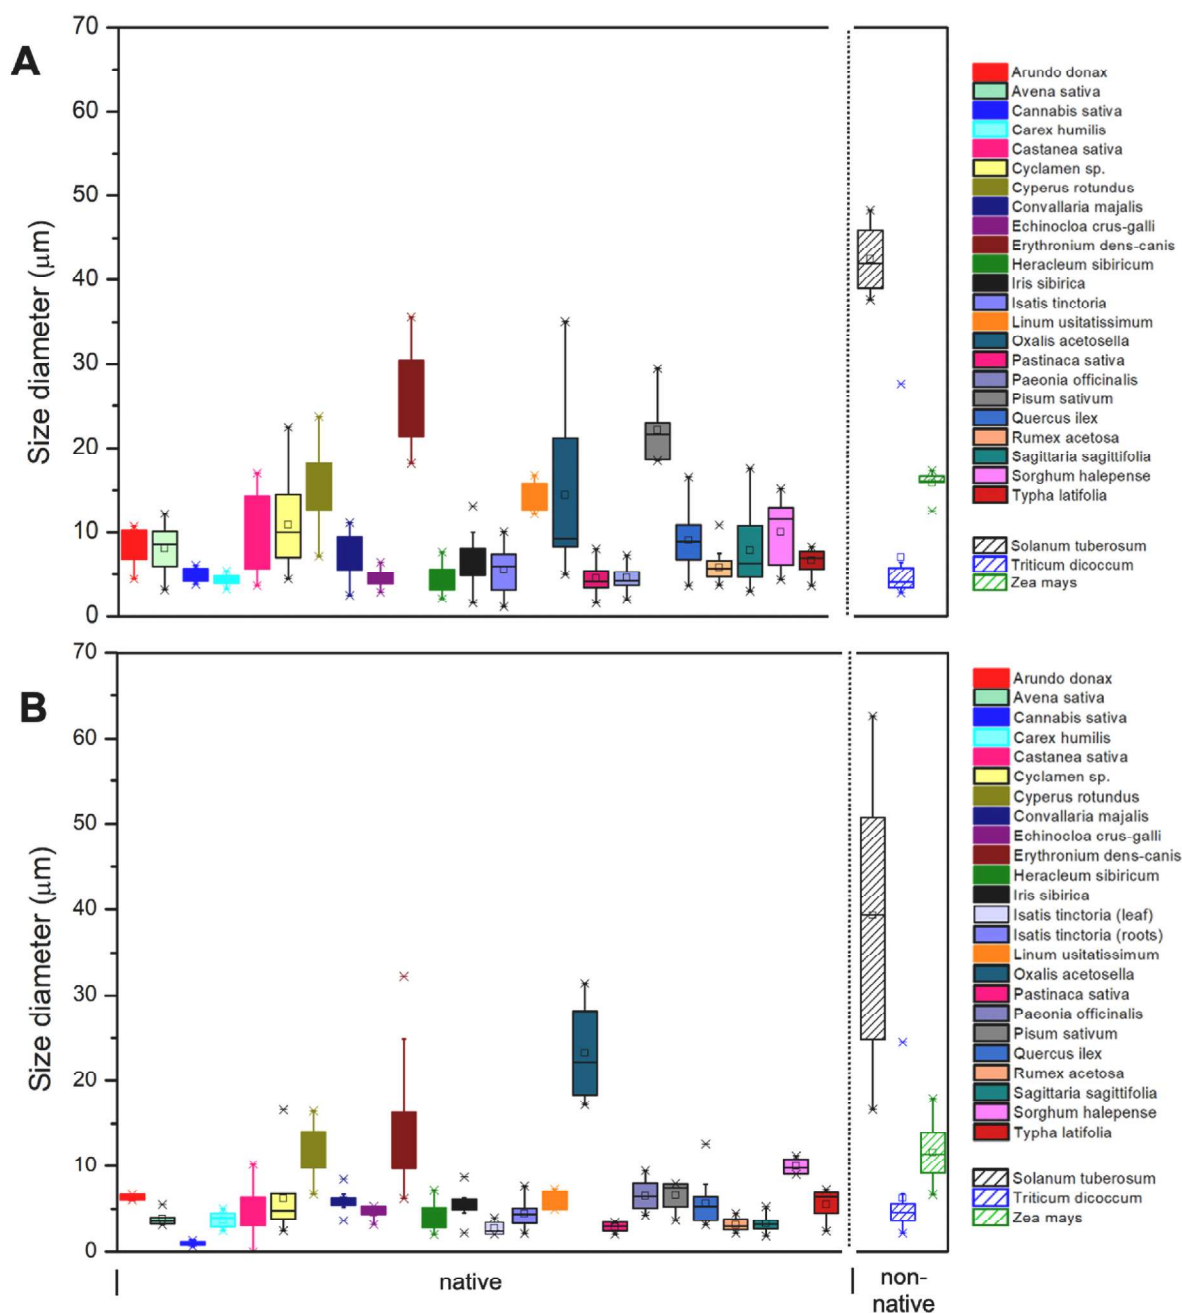 A
Size diameter (μm)
70
60
50
40
30
20
10
0
Arundo donax
Avena sativa
Cannabis sativa
Carex humilis
Castanea sativa
Cyclamen sp.
Cyperus rotundus
Convallaria majalis
Echinocloa crus-galli
Erythronium dens-canis
Heracleum sibiricum
Iris sibirica
Isatis tinctoria
Linum usitatissimum
Oxalis acetosella
Pastinaca sativa
Paeonia officinalis
Pisum sativum
Quercus ilex
Rumex acetosa
Sagittaria sagittifolia
Sorghum halepense
Typha latifolia
Solanum tuberosum
Triticum dicoccum
Zea mays
B
Size diameter (μm)
70
60
50
40
30
20
10
0
Arundo donax
Avena sativa
Cannabis sativa
Carex humilis
Castanea sativa
Cyclamen sp.
Cyperus rotundus
Convallaria majalis
Echinocloa crus-galli
Erythronium dens-canis
Heracleum sibiricum
Iris sibirica
Isatis tinctoria (leaf)
Isatis tinctoria (roots)
Linum usitatissimum
Oxalis acetosella
Pastinaca sativa
Paeonia officinalis
Pisum sativum
Quercus ilex
Rumex acetosa
Sagittaria sagittifolia
Sorghum halepense
Typha latifolia
Solanum tuberosum
Triticum dicoccum
Zea mays
native
non-
native